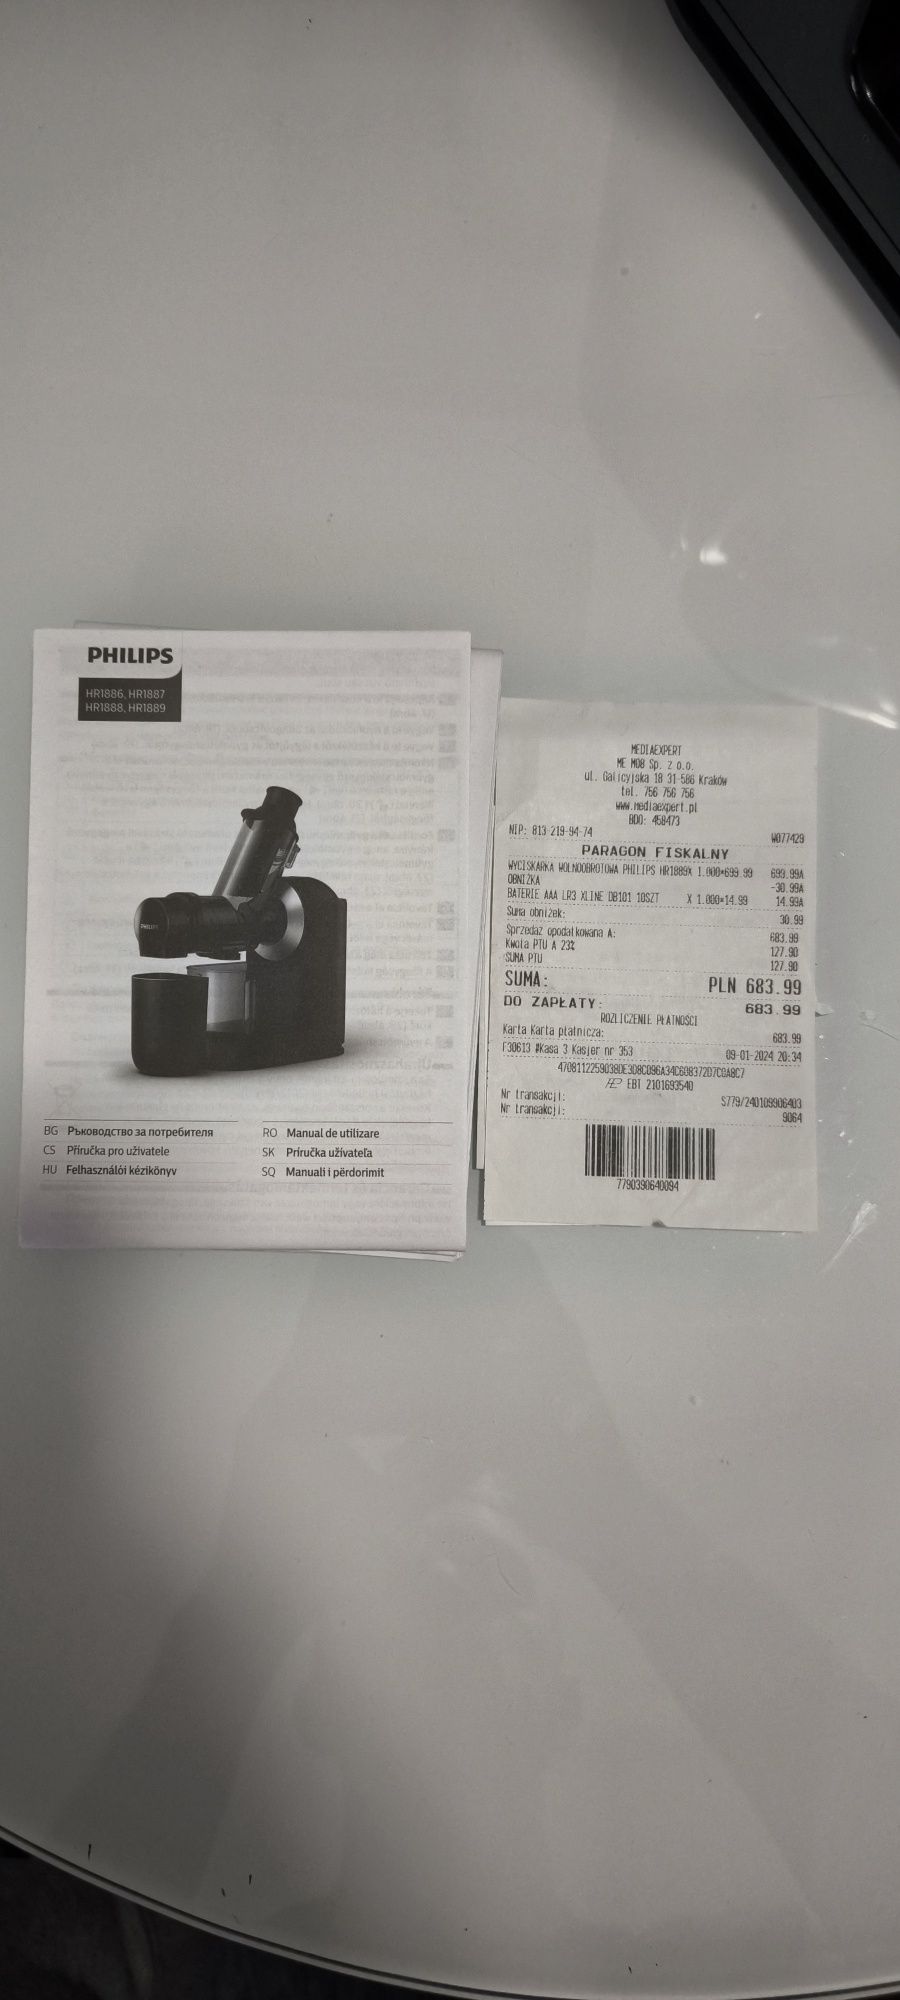 PHILIPS
HR1886, HR1887
HR1888, HR1889
PHILIPS
BG Ръководство за потребителя
CS Příručka pro uživatele
HU Felhasználói kézikönyv
RO Manual de utilizare
SK Príručka užívateľa
SQ Manuali i përdorimit
MEDIAEXPERT
ME M08 Sp. z o.o.
ul. Galicyjska 18 31-586 Kraków
tel. 756 756 756
www.mediaexpert.pl
BDO: 458473
NIP: 813-219-94-74 W077429
PARAGON FISKALNY
WYCISKARKA WOLNOOBROTOWA PHILIPS HR1889X 1.000*699.99 699.99A
OBNIŻKA -30.99A
BATERIE AAA LR3 XLINE DB101 10SZT X 1.000*14.99 14.99A
Suma obniżek: 30.99
Sprzedaż opodatkowana A: 683.99
Kwota PTU A 23% 127.90
SUMA PTU 127.90
SUMA: PLN 683.99
DO ZAPŁATY: 683.99
ROZLICZENIE PŁATNOŚCI
Karta Karta płatnicza: 683.99
F30613 #Kasa 3 Kasjer nr 353 09-01-2024 20:34
EBT 2101693540
Nr transakcji: S779/240109906403
Nr transakcji: 9064
7790390640094